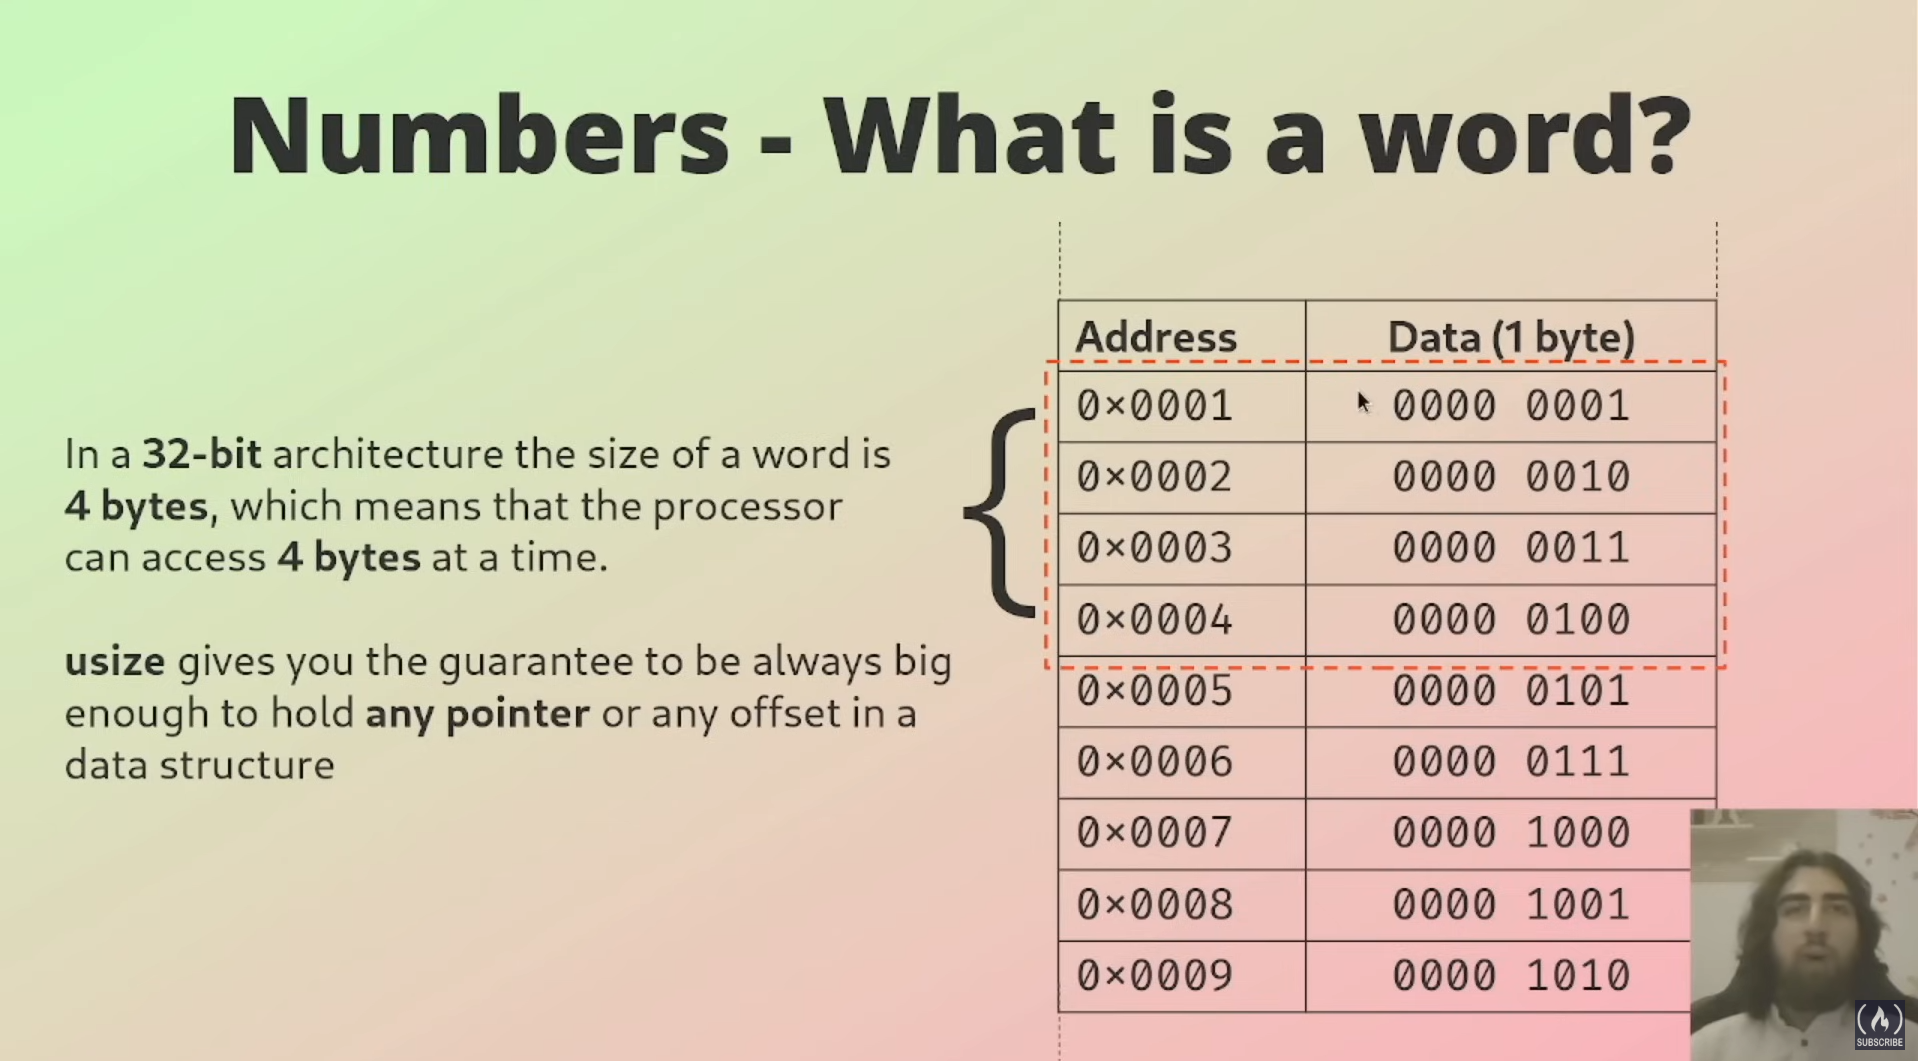 Numbers - What is a word?
In a 32-bit architecture the size of a word is
4 bytes, which means that the processor
can access 4 bytes at a time.
usize gives you the guarantee to be always big
enough to hold any pointer or any offset in a
data structure
Address Data (1 byte)
0×0001 0000 0001
0×0002 0000 0010
0×0003 0000 0011
0×0004 0000 0100
0×0005 0000 0101
0×0006 0000 0111
0×0007 0000 1000
0×0008 0000 1001
0×0009 0000 1010
SUBSCRIBE